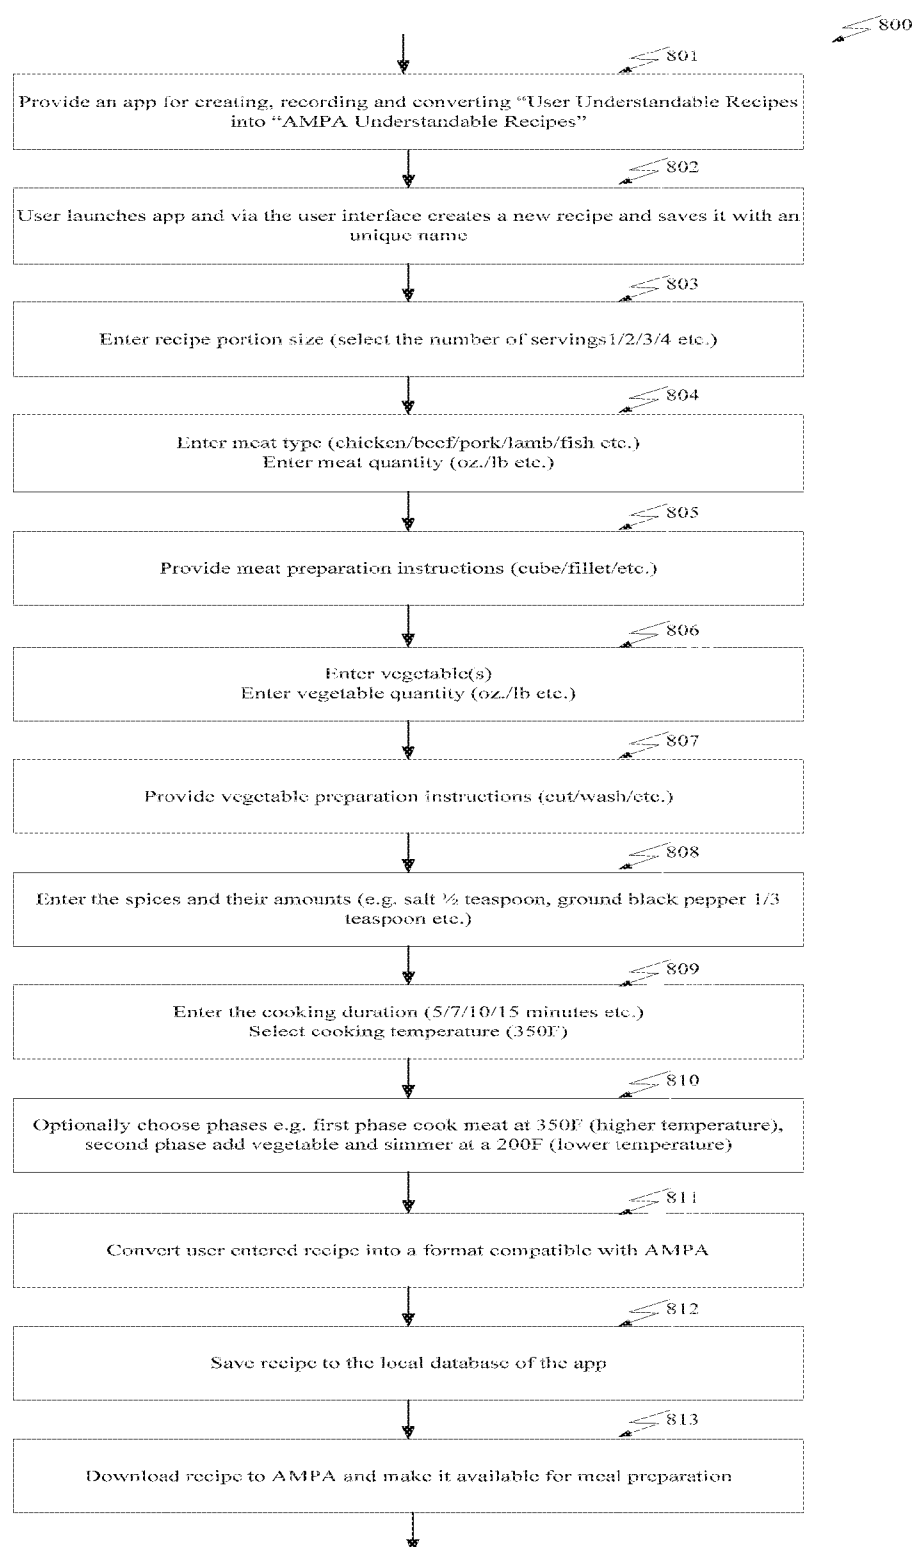 800
801
Provide an app for creating, recording and converting “User Understandable Recipes
into “AMPA Understandable Recipes”
802
User launches app and via the user interface creates a new recipe and saves it with an
unique name
803
Enter recipe portion size (select the number of servings1/2/3/4 etc.)
804
Enter meat type (chicken/beef/pork/lamb/fish etc.)
Enter meat quantity (oz./lb etc.)
805
Provide meat preparation instructions (cube/fillet/etc.)
806
Enter vegetable(s)
Enter vegetable quantity (oz./lb etc.)
807
Provide vegetable preparation instructions (cut/wash/etc.)
808
Enter the spices and their amounts (e.g. salt ½ teaspoon, ground black pepper 1/3
teaspoon etc.)
809
Enter the cooking duration (5/7/10/15 minutes etc.)
Select cooking temperature (350F)
810
Optionally choose phases e.g. first phase cook meat at 350F (higher temperature),
second phase add vegetable and simmer at a 200F (lower temperature)
811
Convert user entered recipe into a format compatible with AMPA
812
Save recipe to the local database of the app
813
Download recipe to AMPA and make it available for meal preparation